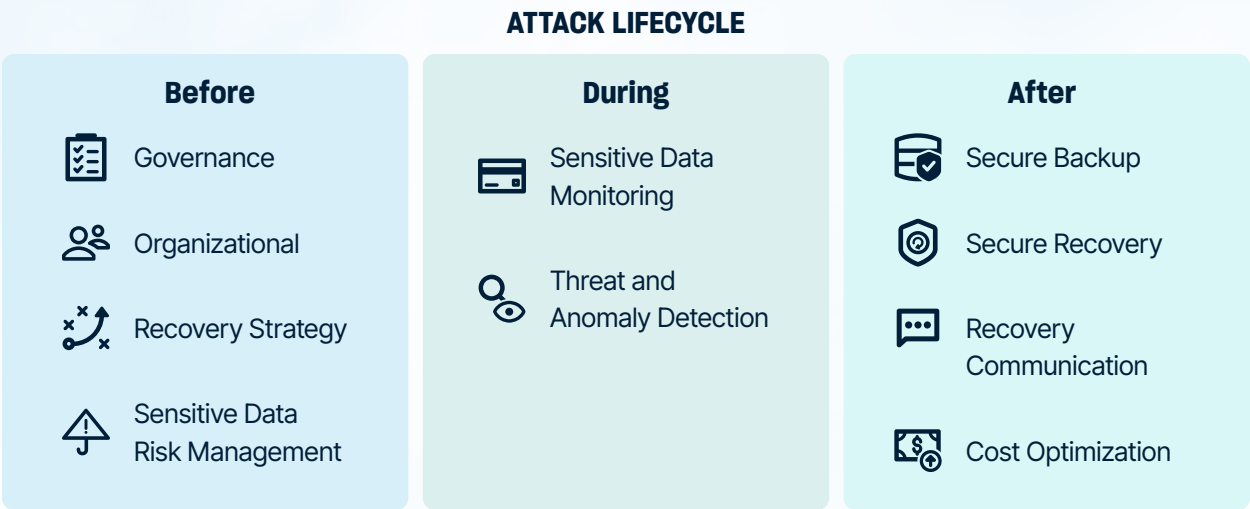 ATTACK LIFECYCLE
Before
Governance
Organizational
Recovery Strategy
Sensitive Data
Risk Management
During
Sensitive Data
Monitoring
Threat and
Anomaly Detection
After
Secure Backup
Secure Recovery
Recovery
Communication
Cost Optimization